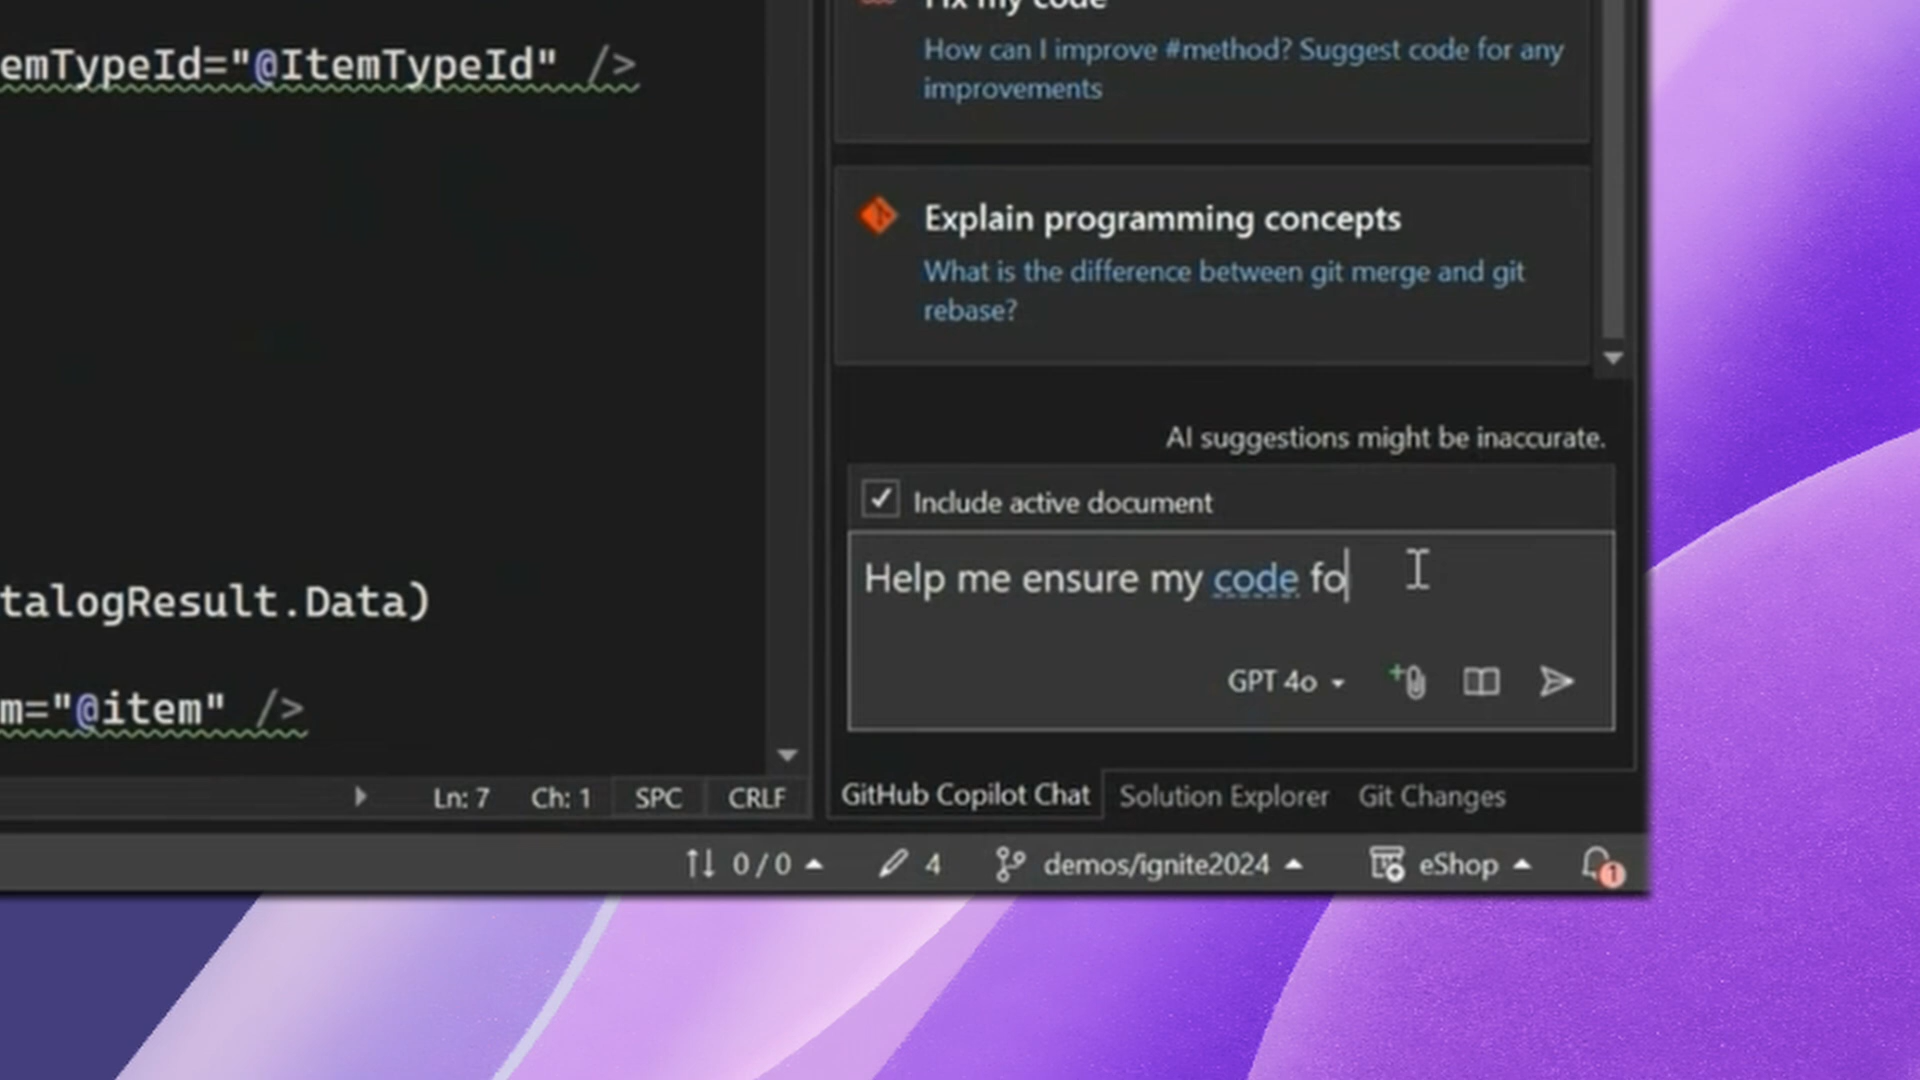 Fix my code
How can I improve #method? Suggest code for any
improvements
emTypeId="@ItemTypeId" />
Explain programming concepts
What is the difference between git merge and git
rebase?
AI suggestions might be inaccurate.
Include active document
Help me ensure my code fo
talogResult.Data)
GPT 4o
m="@item" />
Ln: 7 Ch: 1 SPC CRLF
GitHub Copilot Chat Solution Explorer Git Changes
0 / 0 4 demos/ignite2024 eShop 1